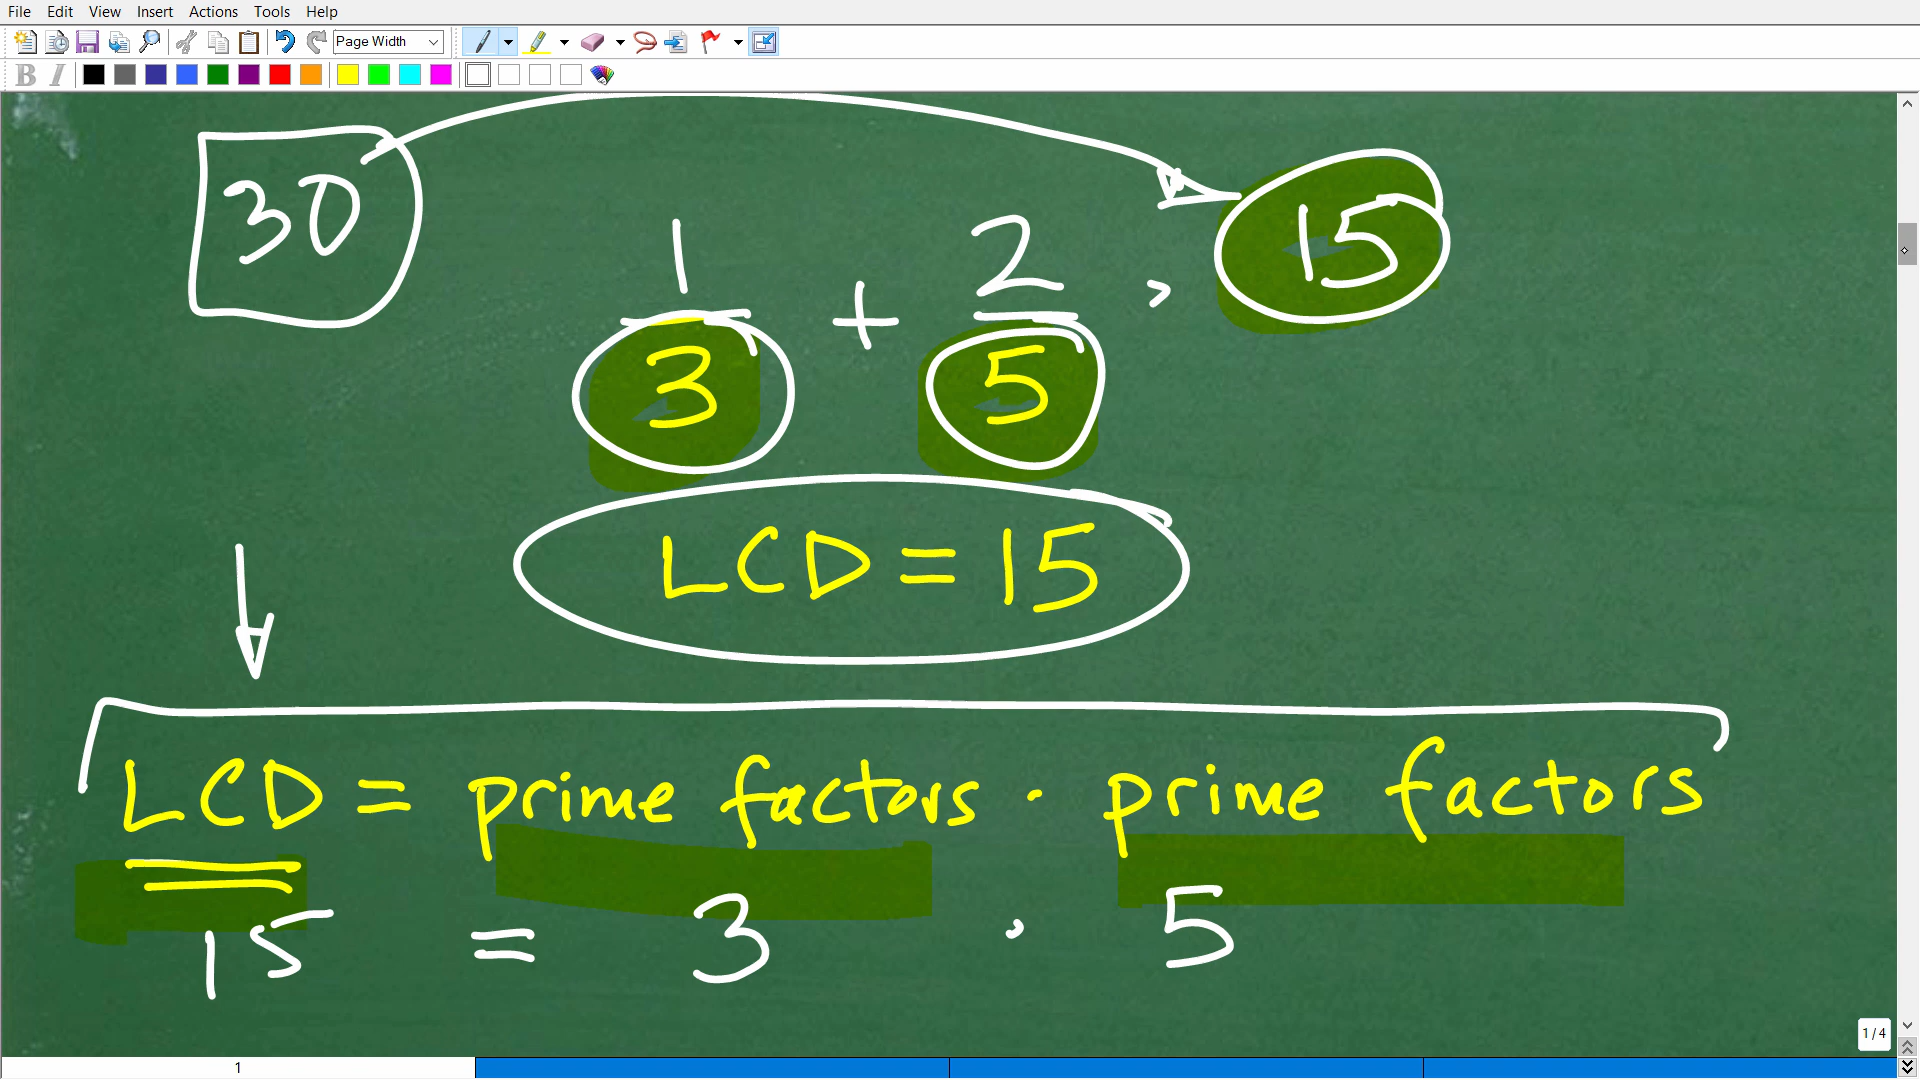 File Edit View Insert Actions Tools Help
Page Width
B I
30
15
1 + 2
3 5
LCD = 15
LCD = prime factors · prime factors
15 = 3 · 5
1 / 4
1